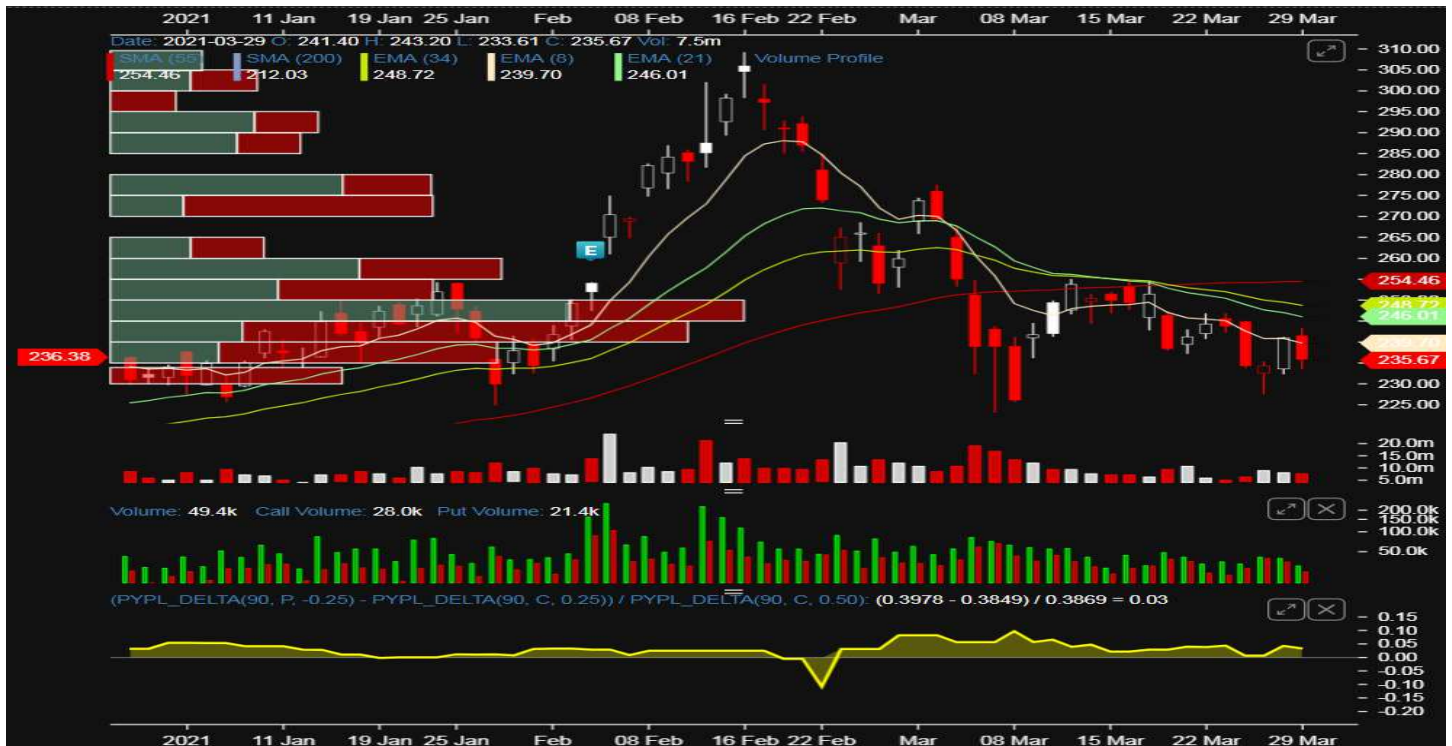 2021 11 Jan 19 Jan 25 Jan Feb 08 Feb 16 Feb 22 Feb Mar 08 Mar 15 Mar 22 Mar 29 Mar
Date: 2021-03-29 O: 241.40 H: 243.20 L: 233.61 C: 235.67 Vol: 7.5m
SMA (55) SMA (200) EMA (34) EMA (8) EMA (21) Volume Profile
254.46 212.03 248.72 239.70 246.01
310.00
305.00
300.00
295.00
290.00
285.00
280.00
275.00
270.00
265.00
260.00
E
254.46
248.72
246.01
239.70
236.38
235.67
230.00
225.00
20.0m
15.0m
10.0m
5.0m
Volume: 49.4k Call Volume: 28.0k Put Volume: 21.4k
200.0k
150.0k
100.0k
50.0k
(PYPL_DELTA(90, P, -0.25) - PYPL_DELTA(90, C, 0.25)) / PYPL_DELTA(90, C, 0.50): (0.3978 - 0.3849) / 0.3869 = 0.03
0.15
0.10
0.05
0.00
-0.05
-0.10
-0.15
-0.20
2021 11 Jan 19 Jan 25 Jan Feb 08 Feb 16 Feb 22 Feb Mar 08 Mar 15 Mar 22 Mar 29 Mar